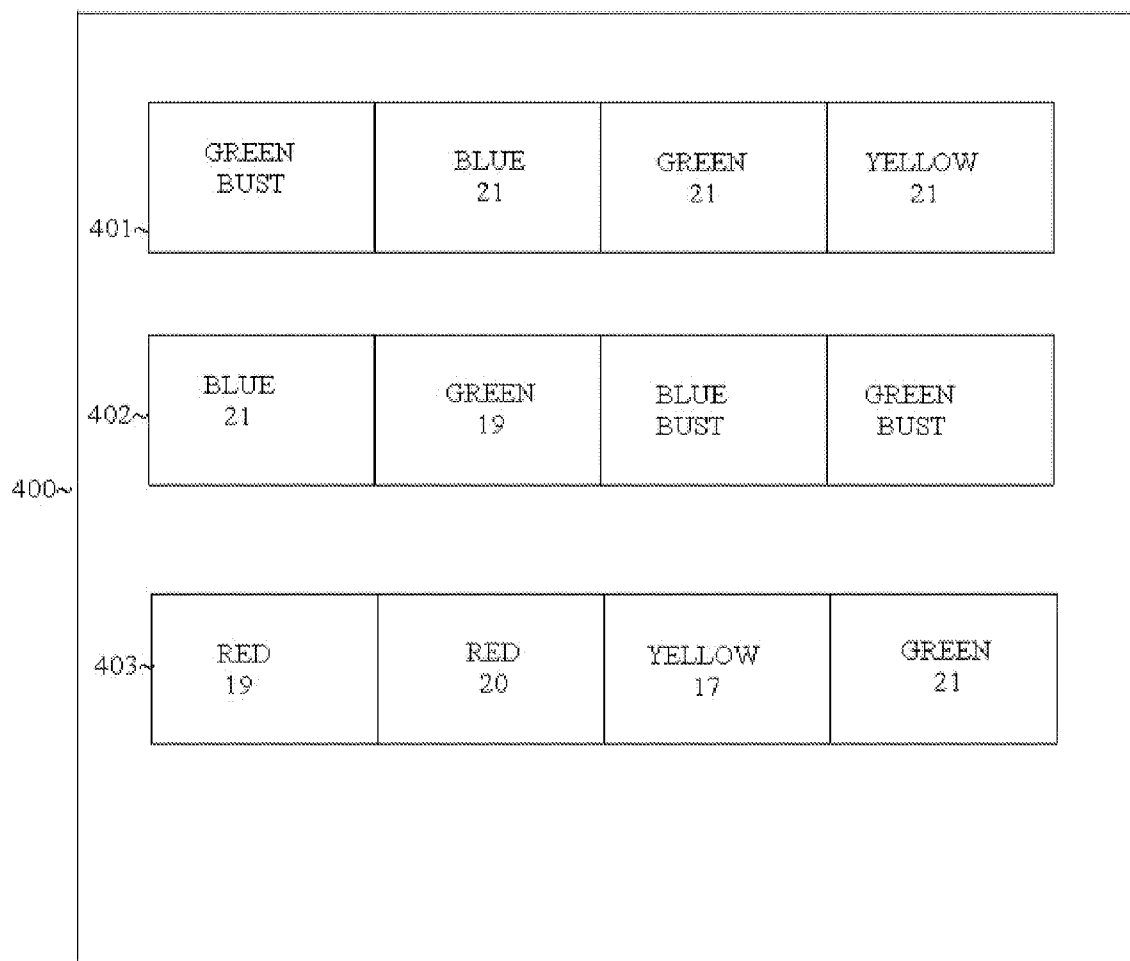 GREEN
BUST
BLUE
21
GREEN
21
YELLOW
21
401~
BLUE
21
GREEN
19
BLUE
BUST
GREEN
BUST
402~
400~
RED
19
RED
20
YELLOW
17
GREEN
21
403~